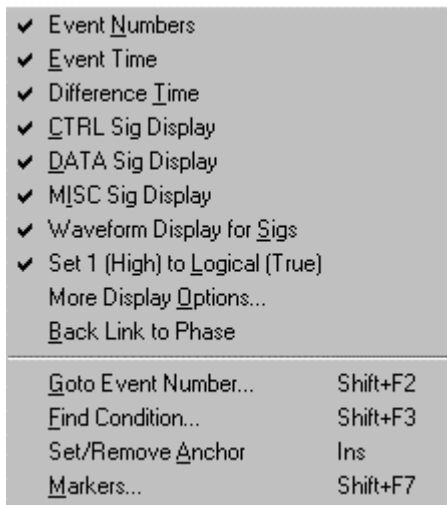 ✔ Event Numbers
✔ Event Time
✔ Difference Time
✔ CTRL Sig Display
✔ DATA Sig Display
✔ MISC Sig Display
✔ Waveform Display for Sigs
✔ Set 1 (High) to Logical (True)
More Display Options...
Back Link to Phase
Goto Event Number... Shift+F2
Find Condition... Shift+F3
Set/Remove Anchor Ins
Markers... Shift+F7